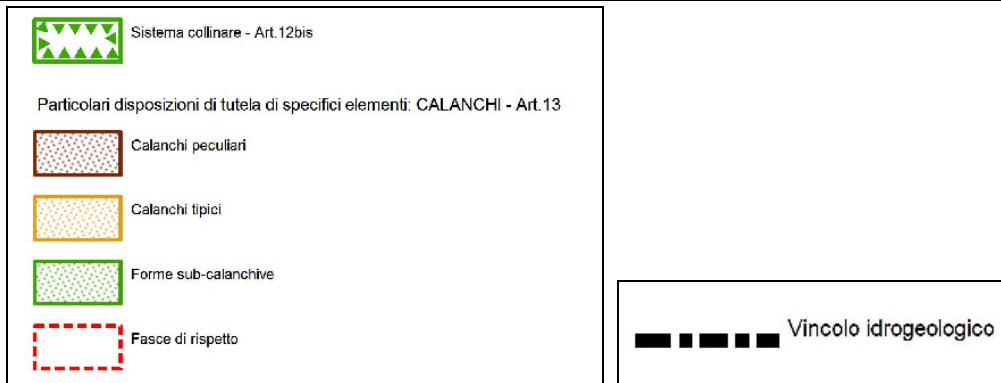 Sistema collinare - Art.12bis
Particolari disposizioni di tutela di specifici elementi: CALANCHI - Art.13
Calanchi peculiari
Calanchi tipici
Forme sub-calanchive
Fasce di rispetto
Vincolo idrogeologico